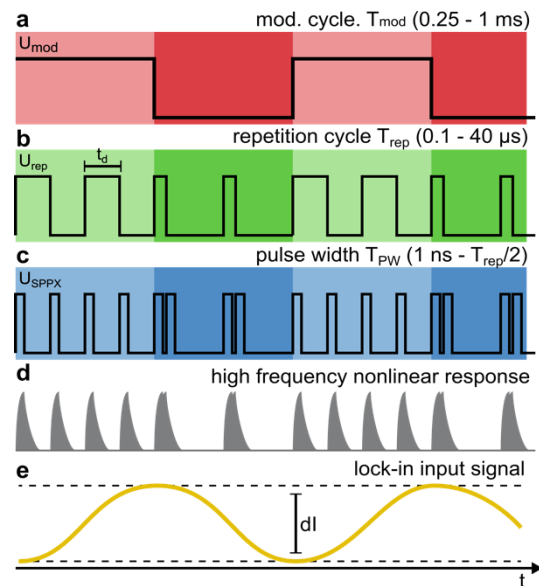 a mod. cycle. Tmod (0.25 - 1 ms)
Umod
b repetition cycle Trep (0.1 - 40 µs)
Urep td
c pulse width TPW (1 ns - Trep/2)
USPPX
d high frequency nonlinear response
e lock-in input signal
dI
t